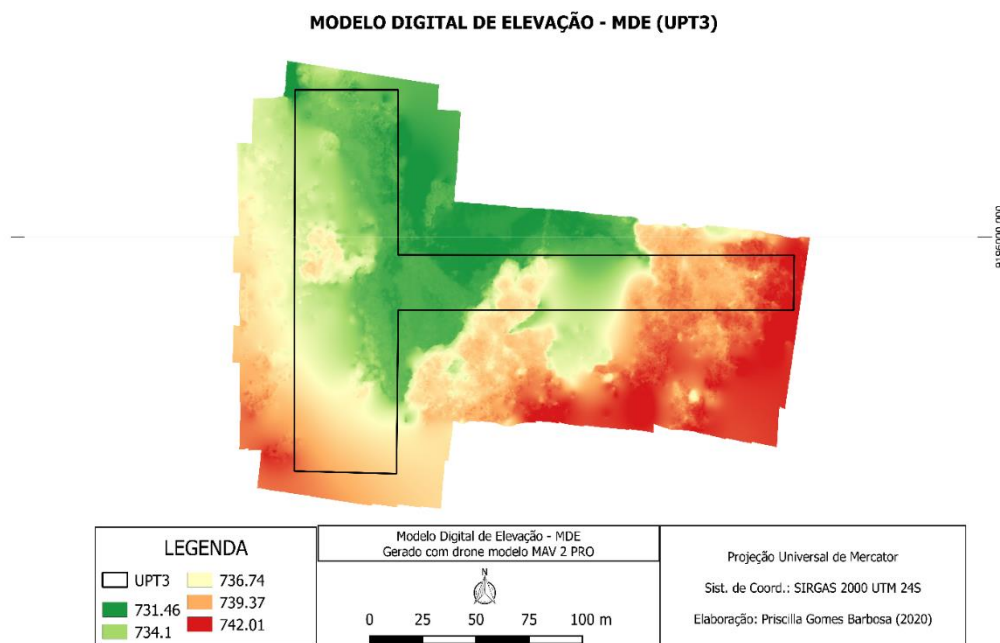 MODELO DIGITAL DE ELEVAÇÃO - MDE (UPT3)
9196000.000
LEGENDA
UPT3
731.46
734.1
736.74
739.37
742.01
Modelo Digital de Elevação - MDE
Gerado com drone modelo MAV 2 PRO
N
0 25 50 75 100 m
Projeção Universal de Mercator
Sist. de Coord.: SIRGAS 2000 UTM 24S
Elaboração: Priscilla Gomes Barbosa (2020)